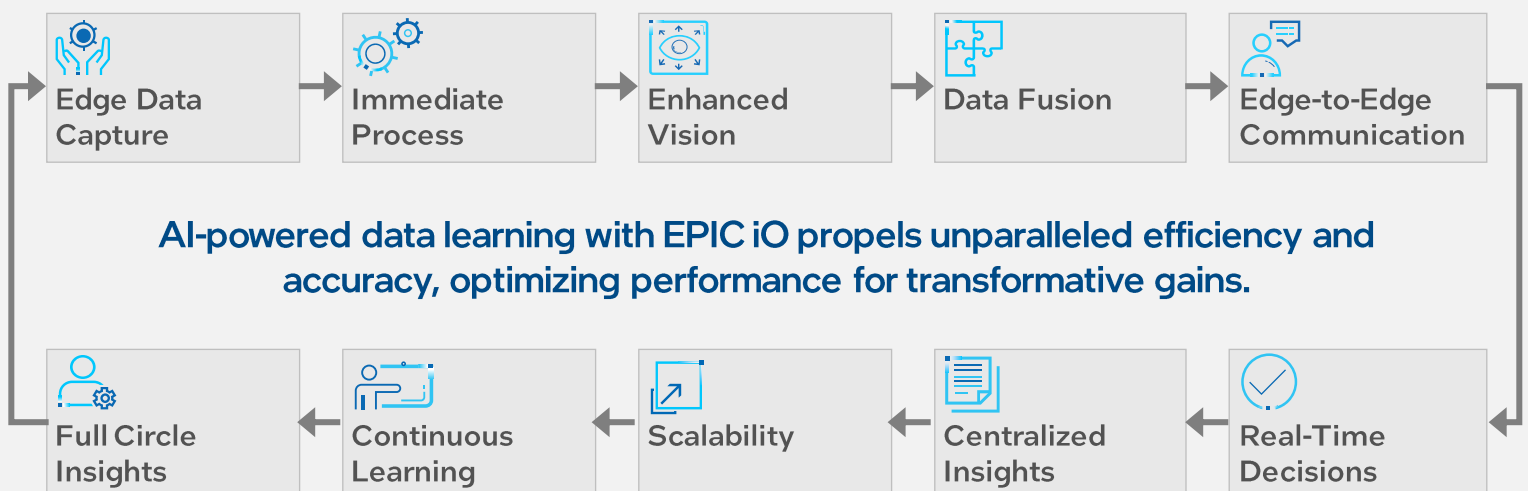 Edge Data
Capture
Immediate
Process
Enhanced
Vision
Data Fusion
Edge-to-Edge
Communication
AI-powered data learning with EPIC iO propels unparalleled efficiency and
accuracy, optimizing performance for transformative gains.
Full Circle
Insights
Continuous
Learning
Scalability
Centralized
Insights
Real-Time
Decisions